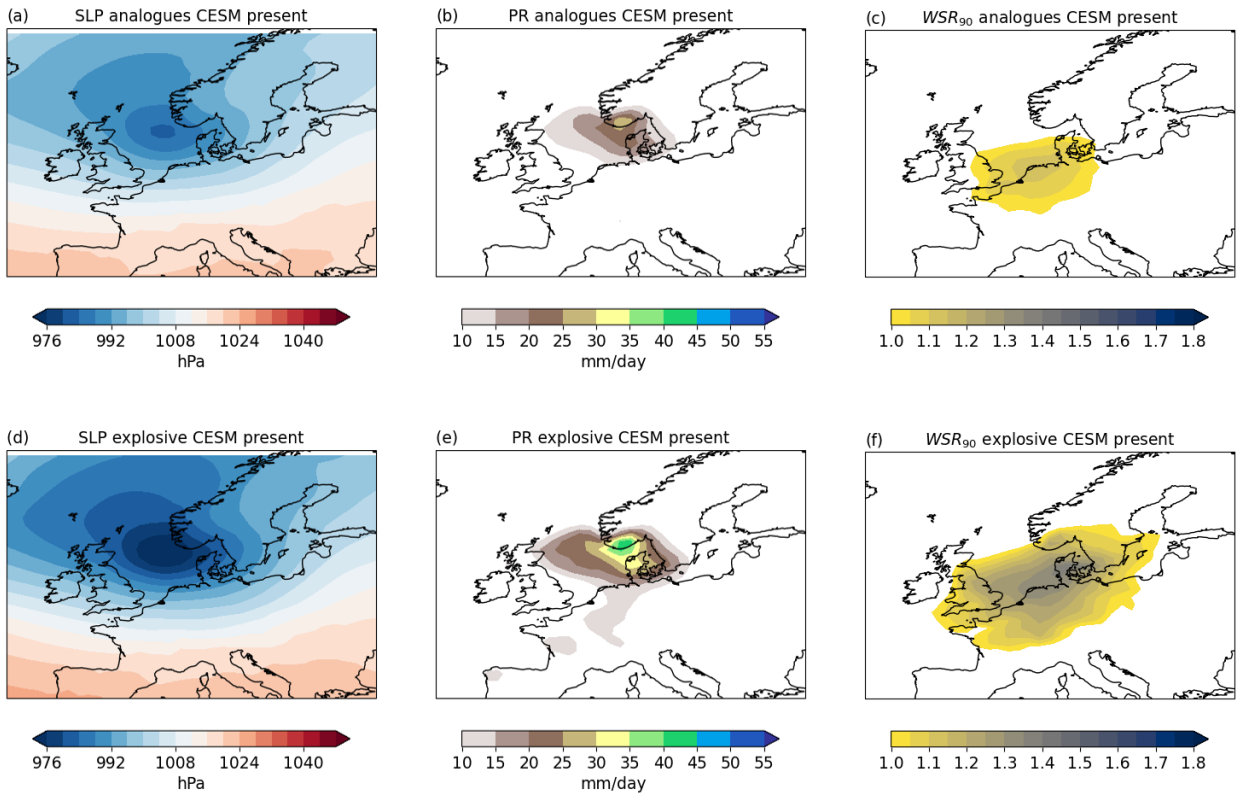 (a) SLP analogues CESM present
(b) PR analogues CESM present
(c) WSR90 analogues CESM present
976 992 1008 1024 1040
hPa
10 15 20 25 30 35 40 45 50 55
mm/day
1.0 1.1 1.2 1.3 1.4 1.5 1.6 1.7 1.8
(d) SLP explosive CESM present
(e) PR explosive CESM present
(f) WSR90 explosive CESM present
976 992 1008 1024 1040
hPa
10 15 20 25 30 35 40 45 50 55
mm/day
1.0 1.1 1.2 1.3 1.4 1.5 1.6 1.7 1.8